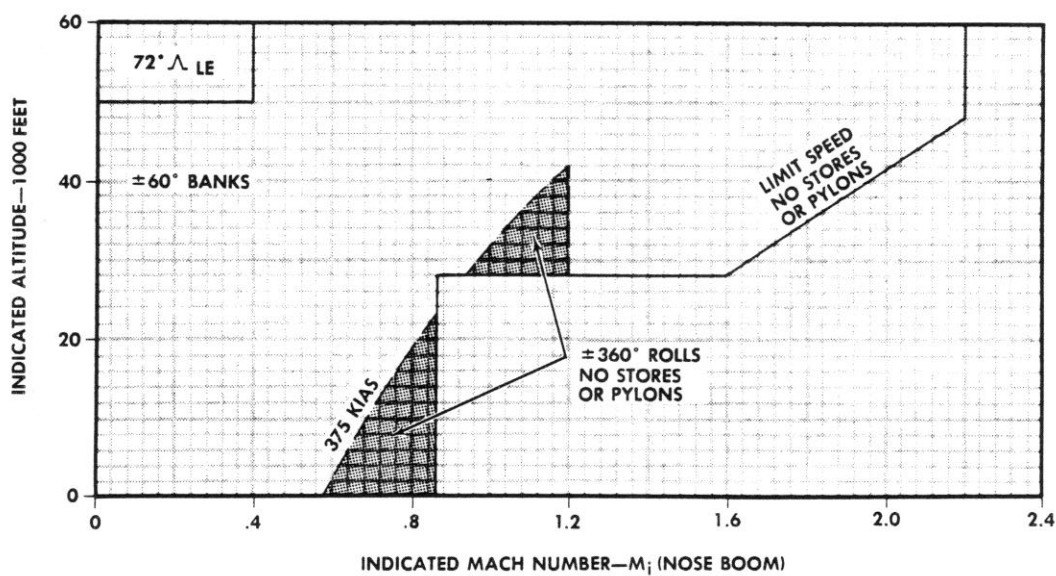 60
40
20
0
INDICATED ALTITUDE—1000 FEET
72° Λ LE
±60° BANKS
LIMIT SPEED
NO STORES
OR PYLONS
±360° ROLLS
NO STORES
OR PYLONS
375 KIAS
0 .4 .8 1.2 1.6 2.0 2.4
INDICATED MACH NUMBER—Mi (NOSE BOOM)